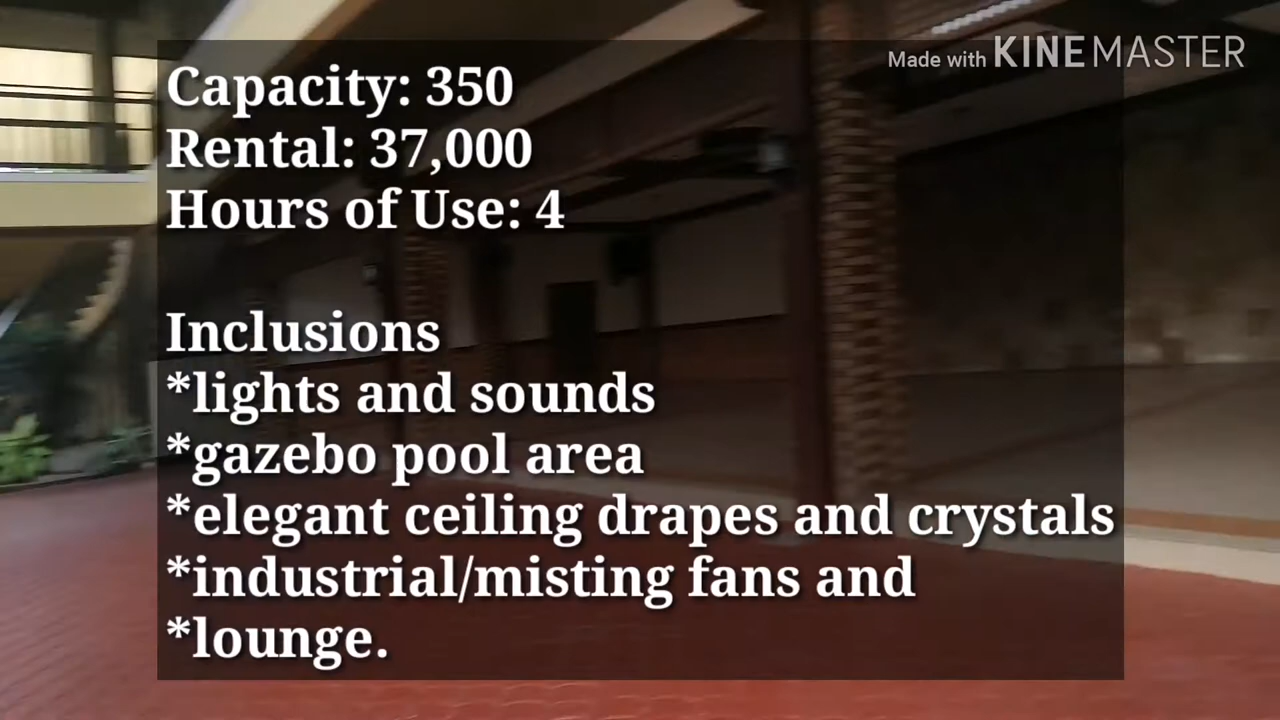 Made with KINEMASTER
Capacity: 350
Rental: 37,000
Hours of Use: 4
Inclusions
*lights and sounds
*gazebo pool area
*elegant ceiling drapes and crystals
*industrial/misting fans and
*lounge.